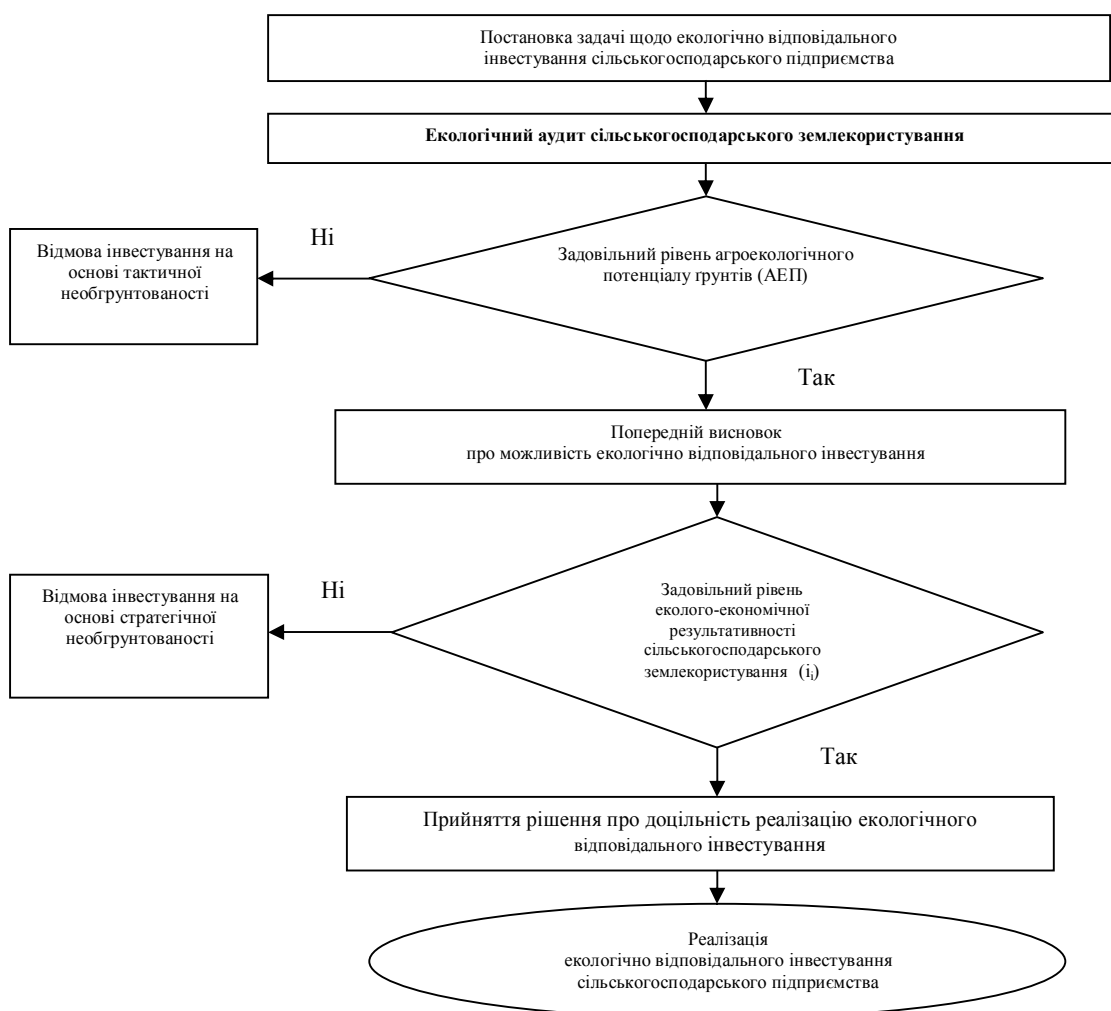 Постановка задачі щодо екологічно відповідального
інвестування сільськогосподарського підприємства
Екологічний аудит сільськогосподарського землекористування
Ні
Відмова інвестування на
основі тактичної
необгрунтованості
Задовільний рівень агроекологічного
потенціалу ґрунтів (АЕП)
Так
Попередній висновок
про можливість екологічно відповідального інвестування
Ні
Відмова інвестування на
основі стратегічної
необгрунтованості
Задовільний рівень
еколого-економічної
результативності
сільськогосподарського
землекористування (iᵢ)
Так
Прийняття рішення про доцільність реалізацію екологічного
відповідального інвестування
Реалізація
екологічно відповідального інвестування
сільськогосподарського підприємства